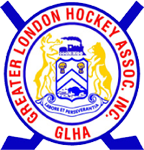 GREATER LONDON HOCKEY ASSOC. INC.
LABORE ET PERSEVERANTIA
GLHA